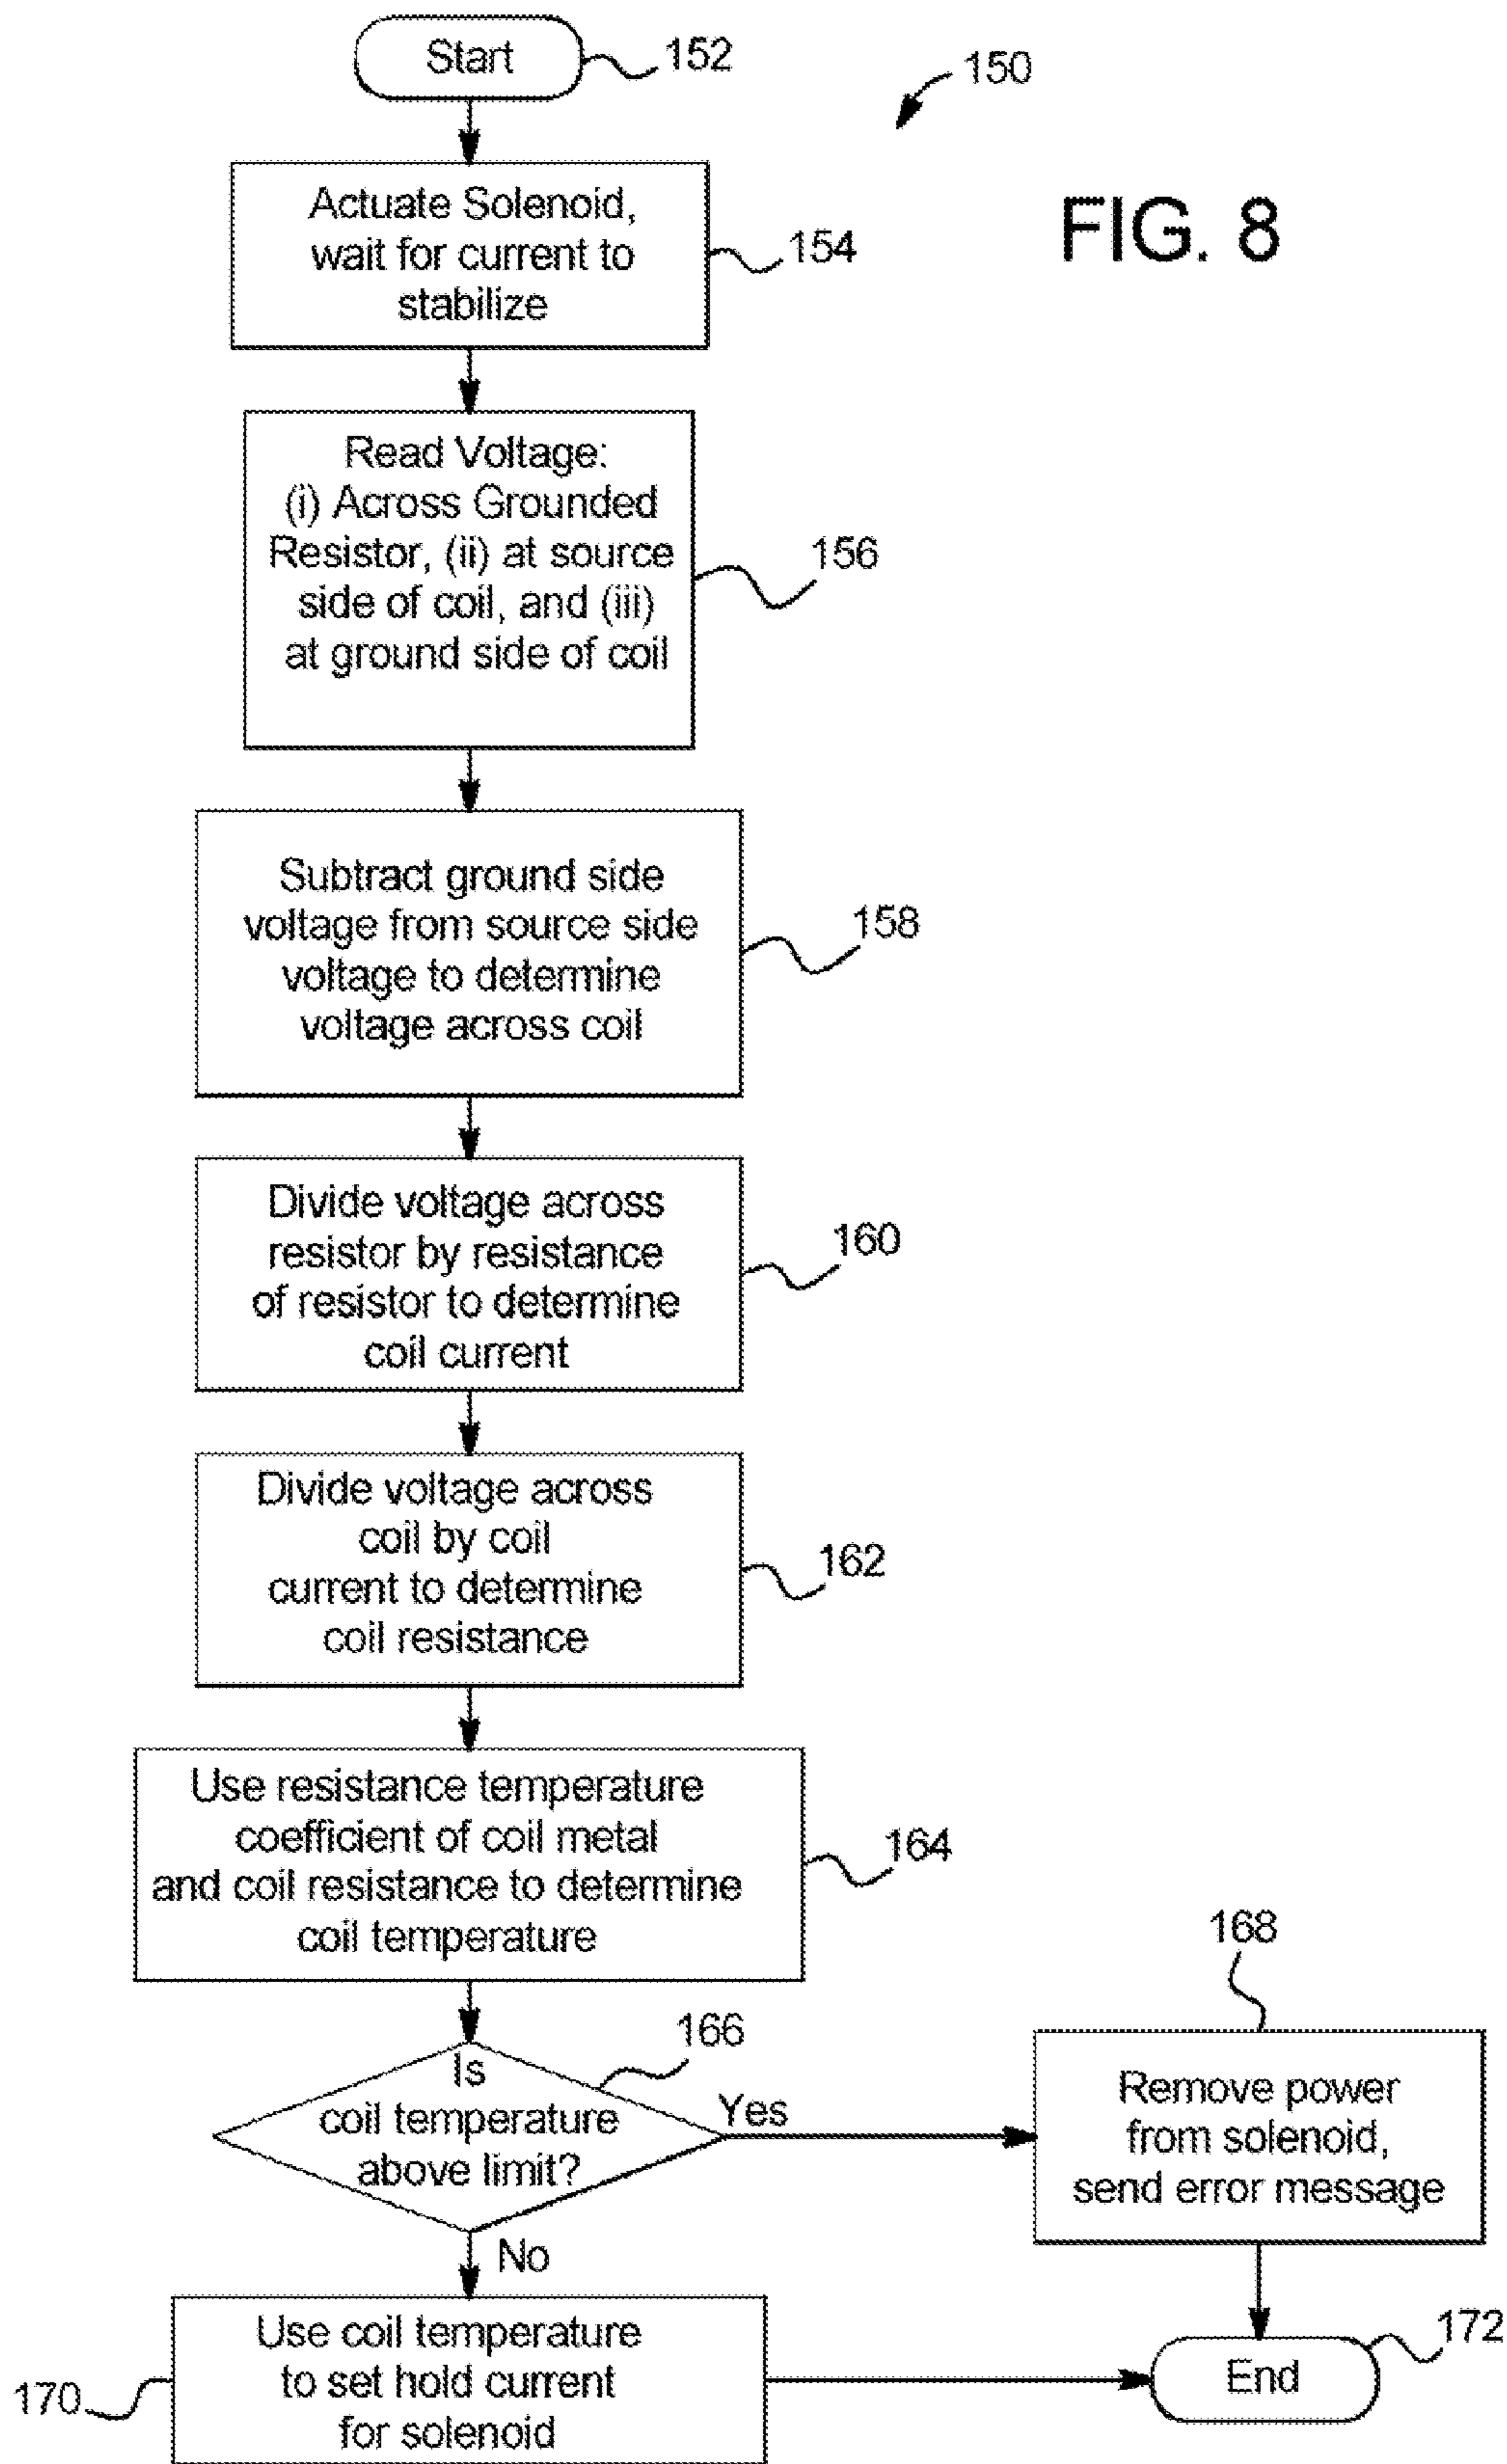 Start
152
150
FIG. 8
Actuate Solenoid,
wait for current to
stabilize
154
Read Voltage:
(i) Across Grounded
Resistor, (ii) at source
side of coil, and (iii)
at ground side of coil
156
Subtract ground side
voltage from source side
voltage to determine
voltage across coil
158
Divide voltage across
resistor by resistance
of resistor to determine
coil current
160
Divide voltage across
coil by coil
current to determine
coil resistance
162
Use resistance temperature
coefficient of coil metal
and coil resistance to determine
coil temperature
164
Is
coil temperature
above limit?
166
Yes
168
Remove power
from solenoid,
send error message
No
Use coil temperature
to set hold current
for solenoid
170
End
172